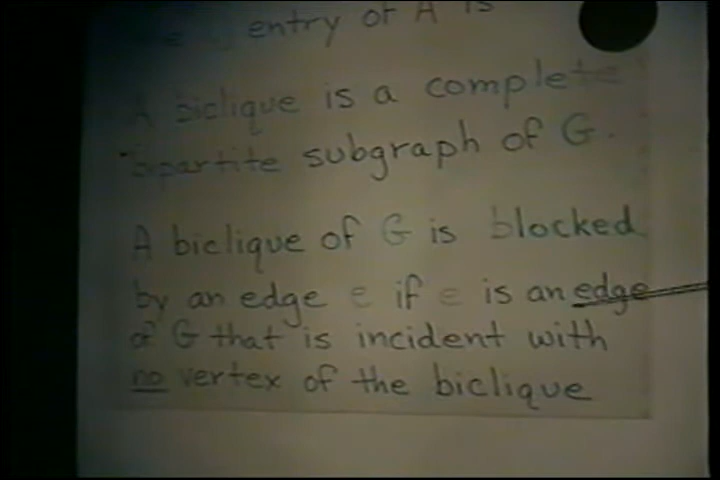 entry of A is
A biclique is a complete
bipartite subgraph of G.
A biclique of G is blocked
by an edge e if e is an edge
of G that is incident with
no vertex of the biclique